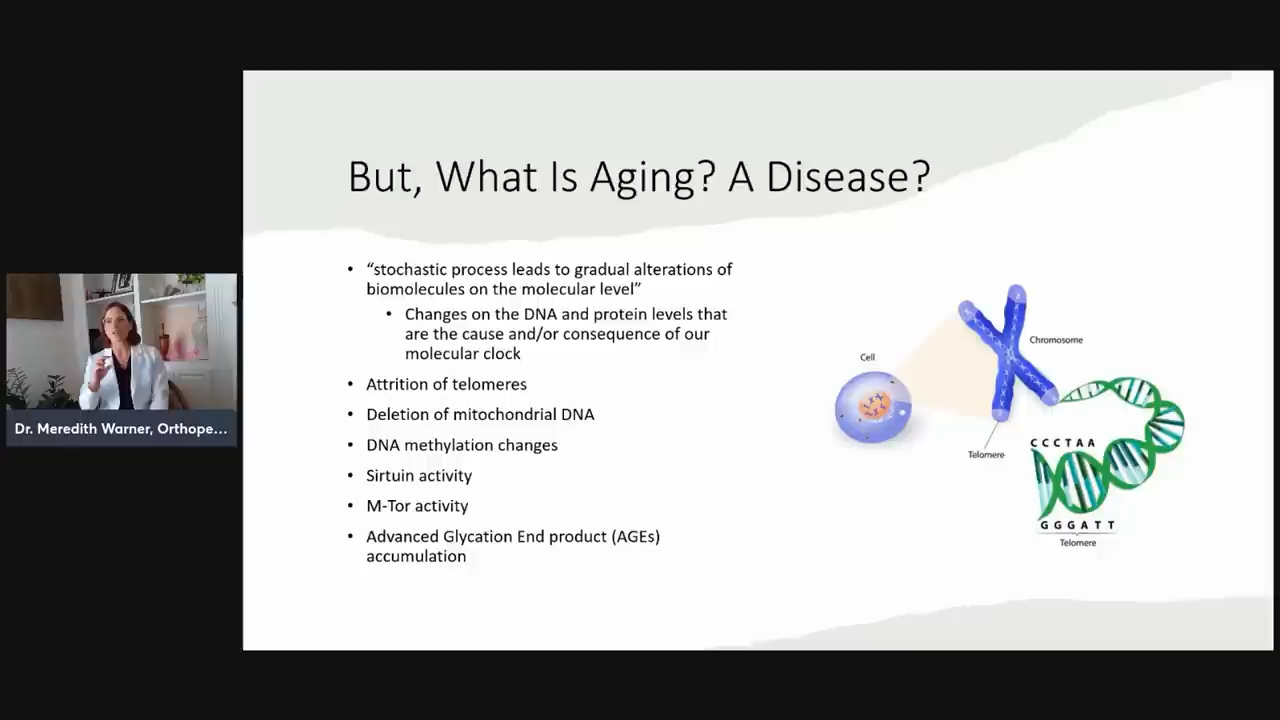 But, What Is Aging? A Disease?
• “stochastic process leads to gradual alterations of
biomolecules on the molecular level”
• Changes on the DNA and protein levels that
are the cause and/or consequence of our
molecular clock
• Attrition of telomeres
• Deletion of mitochondrial DNA
• DNA methylation changes
• Sirtuin activity
• M-Tor activity
• Advanced Glycation End product (AGEs)
accumulation
Cell
Chromosome
Telomere
CCCTAA
GGGATT
Telomere
Dr. Meredith Warner, Orthope...